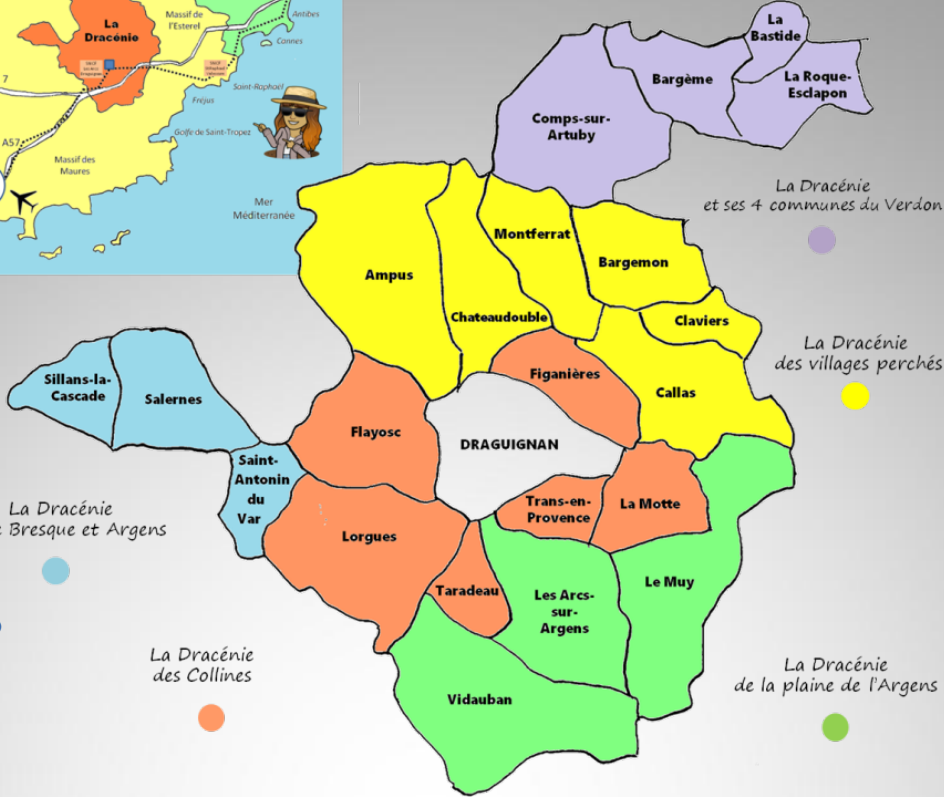 La
Dracénie
Massif de
l'Esterel
Antibes
Cannes
7
Saint-Raphaël
Fréjus
A57
Golfe de Saint-Tropez
Massif des
Maures
Mer
Méditerranée
La
Bastide
Bargème
La Roque-
Esclapon
Comps-sur-
Artuby
La Dracénie
et ses 4 communes du Verdon
Montferrat
Bargemon
Ampus
Chateaudouble
Claviers
La Dracénie
des villages perchés
Figanières
Callas
Sillans-la-
Cascade
Salernes
Flayosc
DRAGUIGNAN
Saint-
Antonin
du
Var
Trans-en-
Provence
La Motte
La Dracénie
Bresque et Argens
Lorgues
Taradeau
Les Arcs-
sur-
Argens
Le Muy
La Dracénie
des Collines
La Dracénie
de la plaine de l'Argens
Vidauban